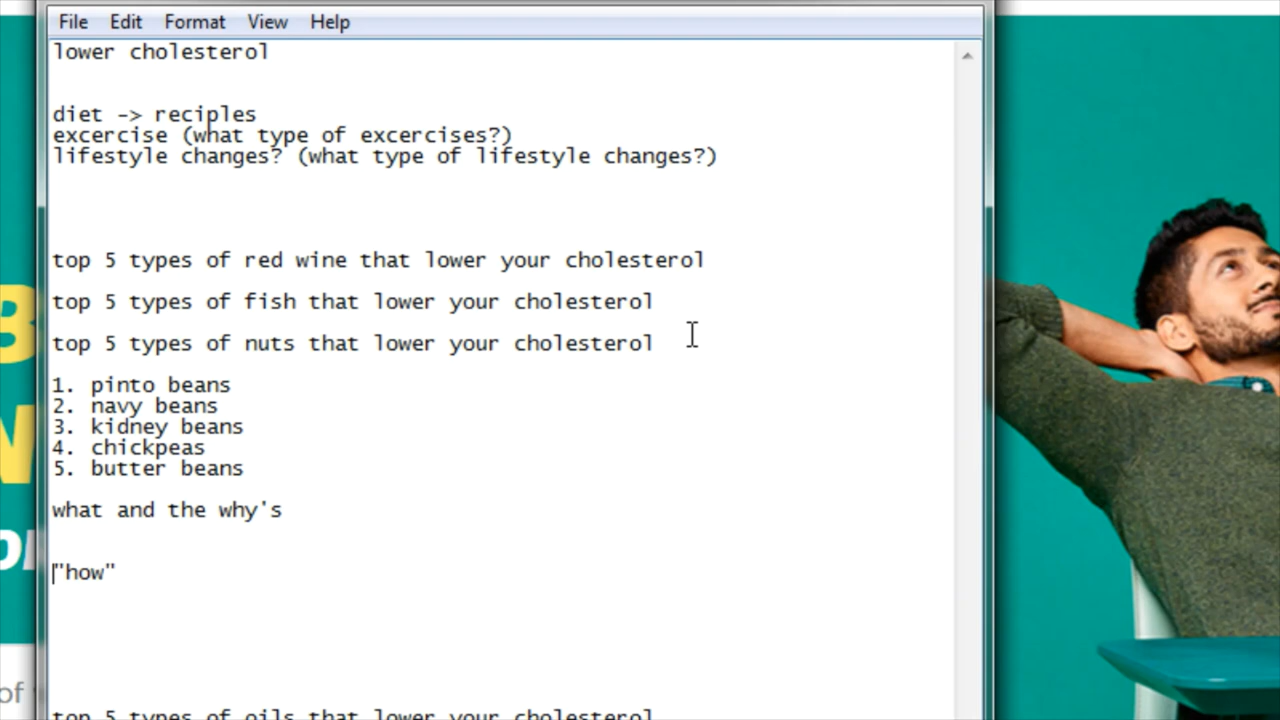 File Edit Format View Help
lower cholesterol
diet -> reciples
excercise (what type of excercises?)
lifestyle changes? (what type of lifestyle changes?)
top 5 types of red wine that lower your cholesterol
top 5 types of fish that lower your cholesterol
top 5 types of nuts that lower your cholesterol
1. pinto beans
2. navy beans
3. kidney beans
4. chickpeas
5. butter beans
what and the why's
"how"
of
top 5 types of oils that lower your cholesterol